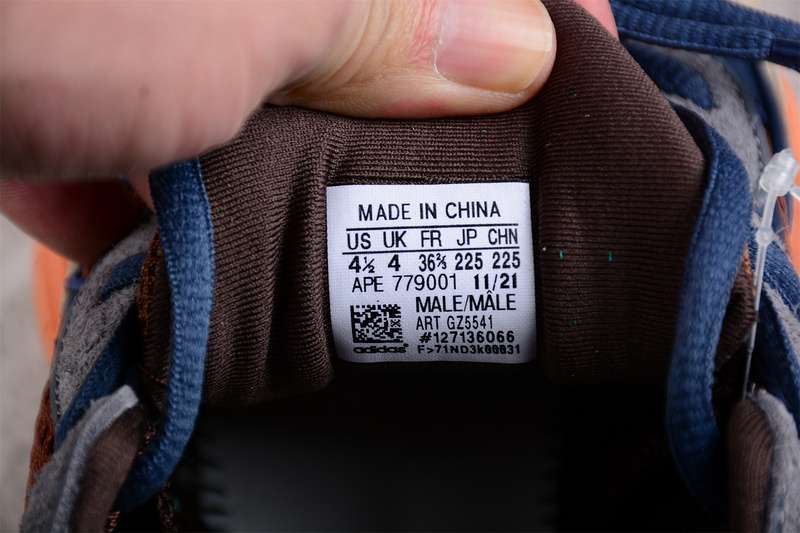 MADE IN CHINA
US UK FR JP CHN
4½ 4 36⅔ 225 225
APE 779001 11/21
MALE/MÂLE
ART GZ5541
#127136066
adidas F>71ND3k00031